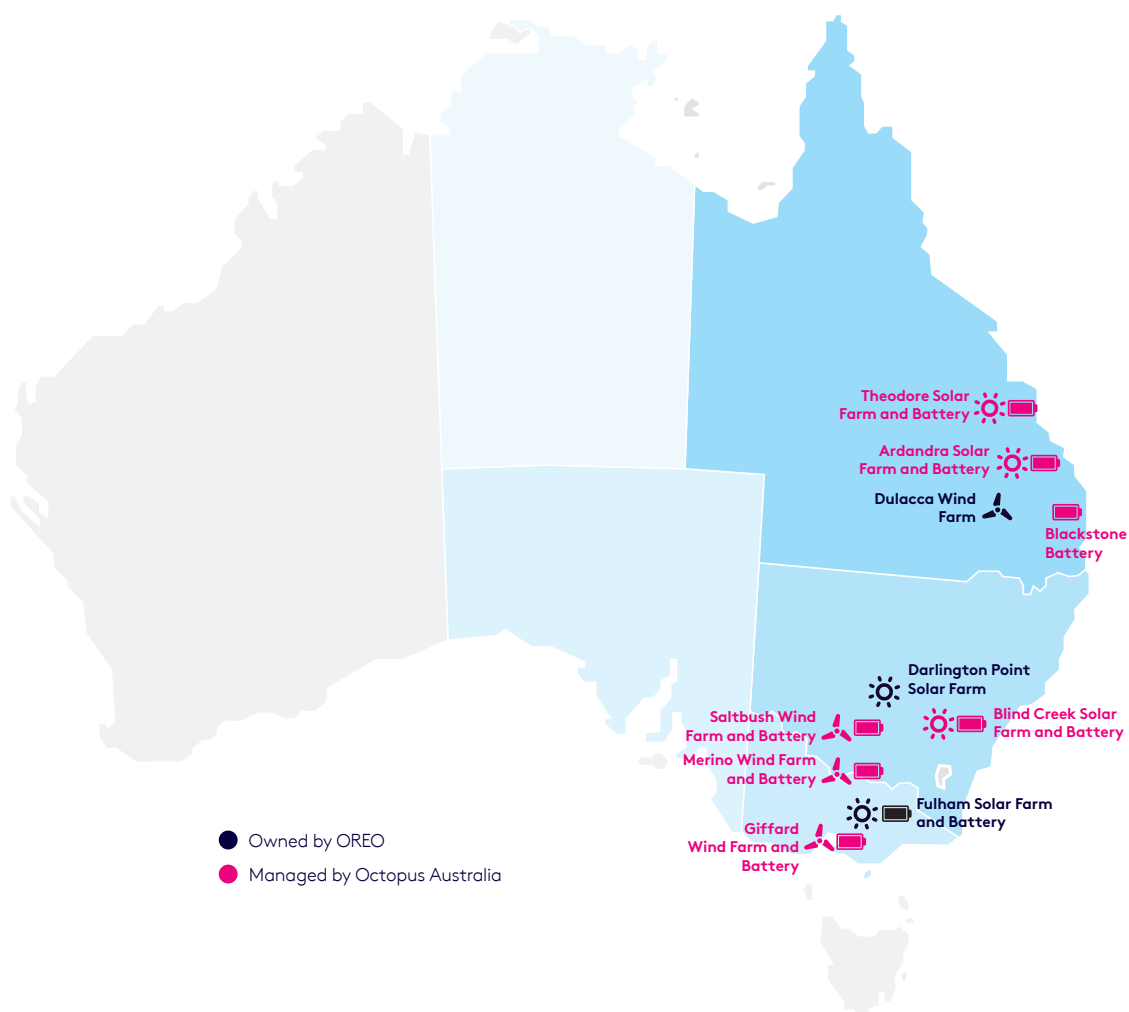 Theodore Solar
Farm and Battery
Ardandra Solar
Farm and Battery
Dulacca Wind
Farm
Blackstone
Battery
Darlington Point
Solar Farm
Saltbush Wind
Farm and Battery
Blind Creek Solar
Farm and Battery
Merino Wind Farm
and Battery
Fulham Solar Farm
and Battery
Giffard
Wind Farm and
Battery
Owned by OREO
Managed by Octopus Australia